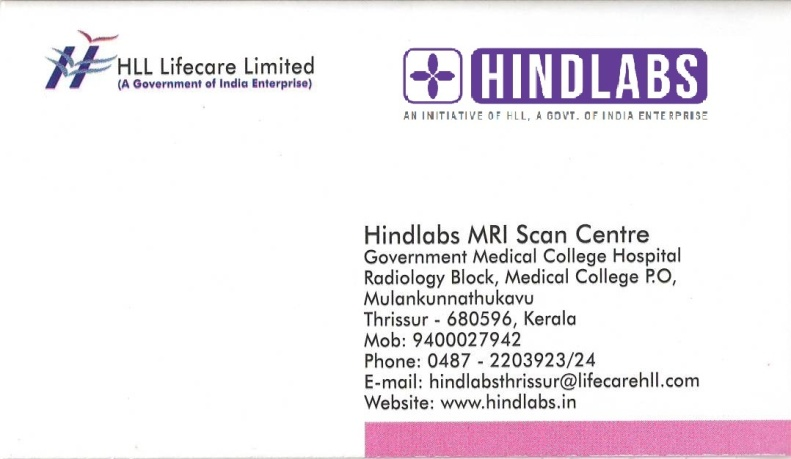 HLL Lifecare Limited
(A Government of India Enterprise)
HINDLABS
AN INITIATIVE OF HLL, A GOVT. OF INDIA ENTERPRISE
Hindlabs MRI Scan Centre
Government Medical College Hospital
Radiology Block, Medical College P.O,
Mulankunnathukavu
Thrissur - 680596, Kerala
Mob: 9400027942
Phone: 0487 - 2203923/24
E-mail: hindlabsthrissur@lifecarehll.com
Website: www.hindlabs.in